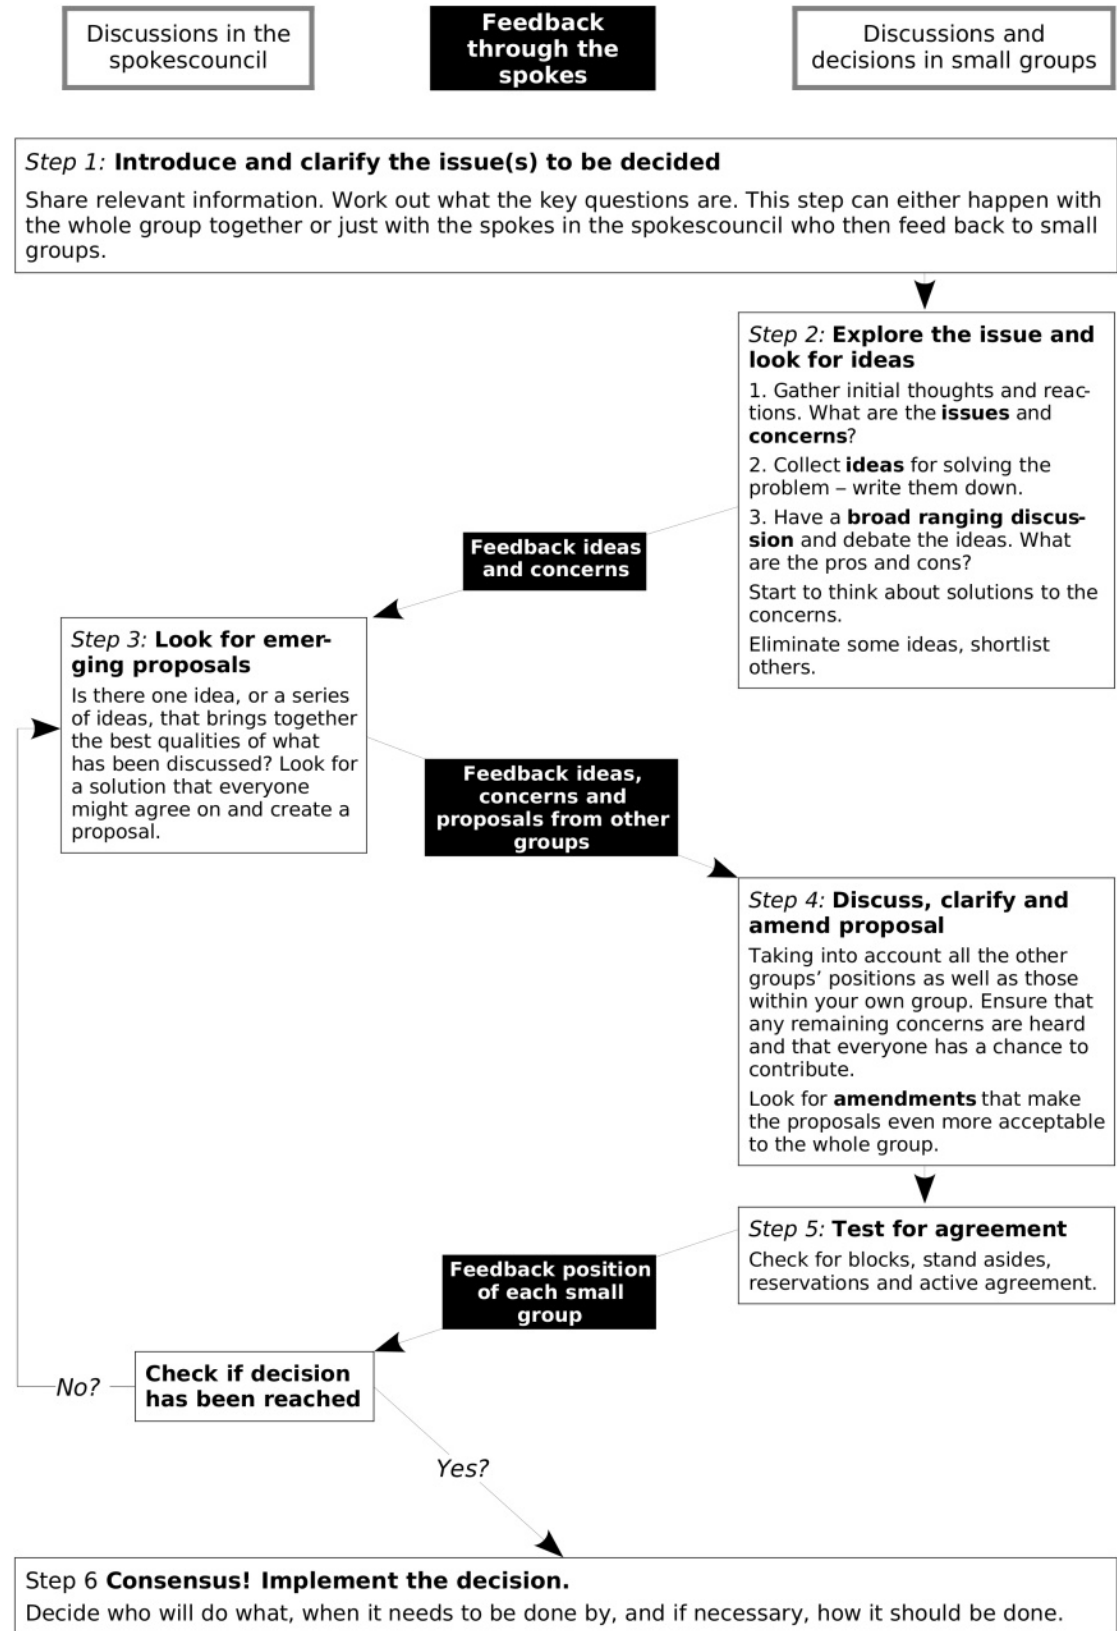 Discussions in the
spokescouncil
Feedback
through the
spokes
Discussions and
decisions in small groups
Step 1: Introduce and clarify the issue(s) to be decided
Share relevant information. Work out what the key questions are. This step can either happen with
the whole group together or just with the spokes in the spokescouncil who then feed back to small
groups.
Step 2: Explore the issue and
look for ideas
1. Gather initial thoughts and reac-
tions. What are the issues and
concerns?
2. Collect ideas for solving the
problem – write them down.
3. Have a broad ranging discus-
sion and debate the ideas. What
are the pros and cons?
Start to think about solutions to the
concerns.
Eliminate some ideas, shortlist
others.
Feedback ideas
and concerns
Step 3: Look for emer-
ging proposals
Is there one idea, or a series
of ideas, that brings together
the best qualities of what
has been discussed? Look for
a solution that everyone
might agree on and create a
proposal.
Feedback ideas,
concerns and
proposals from other
groups
Step 4: Discuss, clarify and
amend proposal
Taking into account all the other
groups’ positions as well as those
within your own group. Ensure that
any remaining concerns are heard
and that everyone has a chance to
contribute.
Look for amendments that make
the proposals even more acceptable
to the whole group.
Step 5: Test for agreement
Check for blocks, stand asides,
reservations and active agreement.
Feedback position
of each small
group
Check if decision
has been reached
No?
Yes?
Step 6 Consensus! Implement the decision.
Decide who will do what, when it needs to be done by, and if necessary, how it should be done.